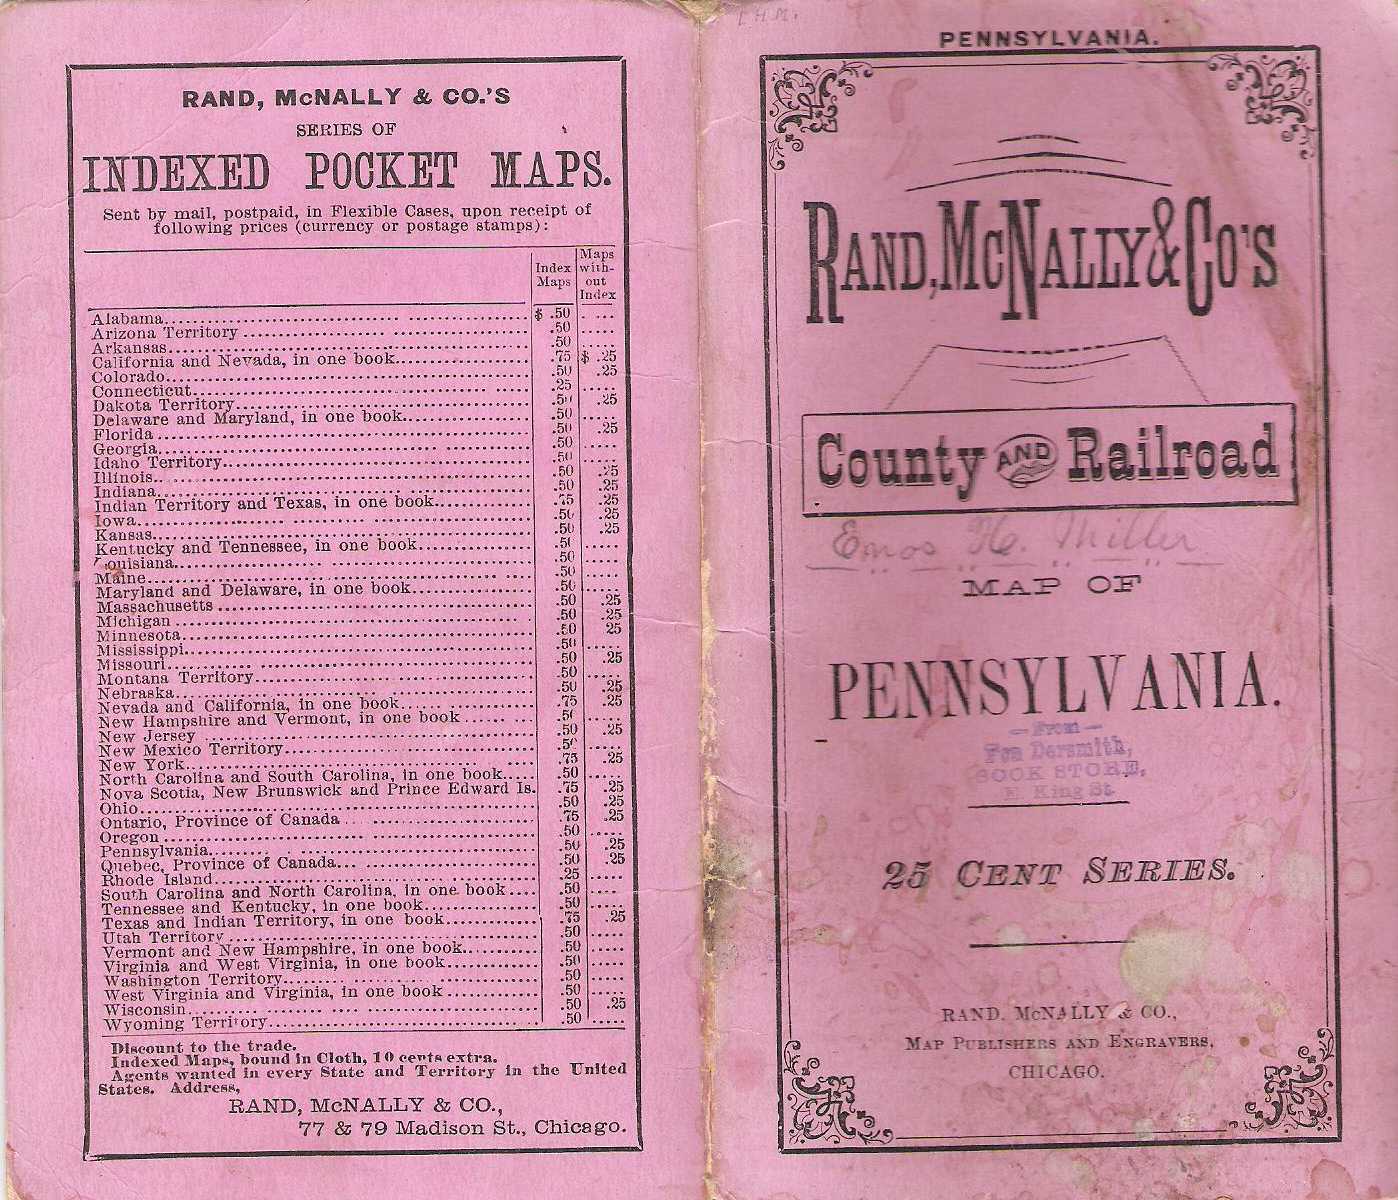 RAND, McNALLY & CO.'S
SERIES OF
INDEXED POCKET MAPS.
Sent by mail, postpaid, in Flexible Cases, upon receipt of
following prices (currency or postage stamps):
Index Maps | Maps with-out Index
Alabama $ .50 ....
Arizona Territory .50 .....
Arkansas .50 .....
California and Nevada, in one book .75 $ .25
Colorado .50 .25
Connecticut .25 .....
Dakota Territory .50 .25
Delaware and Maryland, in one book .50 .....
Florida .50 .25
Georgia .50 .....
Idaho Territory .50 .....
Illinois .50 .25
Indiana .50 .25
Indian Territory and Texas, in one book .75 .25
Iowa .50 .25
Kansas .50 .25
Kentucky and Tennessee, in one book .50 .....
Louisiana .50 .....
Maine .50 .....
Maryland and Delaware, in one book .50 .....
Massachusetts .50 .25
Michigan .50 .25
Minnesota .50 25
Mississippi .50 .....
Missouri .50 .25
Montana Territory .50 .....
Nebraska .50 .25
Nevada and California, in one book .75 .25
New Hampshire and Vermont, in one book .50 .....
New Jersey .50 .25
New Mexico Territory .50 .....
New York .75 .25
North Carolina and South Carolina, in one book .50 .....
Nova Scotia, New Brunswick and Prince Edward Is. .75 .25
Ohio .50 .25
Ontario, Province of Canada .75 .25
Oregon .50 .....
Pennsylvania .50 .25
Quebec, Province of Canada .50 .25
Rhode Island .25 .....
South Carolina and North Carolina, in one book .50 .....
Tennessee and Kentucky, in one book .50 .....
Texas and Indian Territory, in one book .75 .25
Utah Territory .50 .....
Vermont and New Hampshire, in one book .50 .....
Virginia and West Virginia, in one book .50 .....
Washington Territory .50 .....
West Virginia and Virginia, in one book .50 .....
Wisconsin .50 .25
Wyoming Territory .50 .....
Discount to the trade.
Indexed Maps, bound in Cloth, 10 cents extra.
Agents wanted in every State and Territory in the United
States. Address,
RAND, McNALLY & CO.,
77 & 79 Madison St., Chicago.
E.H.M.
PENNSYLVANIA.
RAND, McNALLY & Co's
County AND Railroad
Enos H. Miller
MAP OF
PENNSYLVANIA.
— From —
Fon Dersmith,
BOOK STORE,
E. King St.
25 CENT SERIES.
RAND, McNALLY & CO.,
MAP PUBLISHERS AND ENGRAVERS,
CHICAGO.